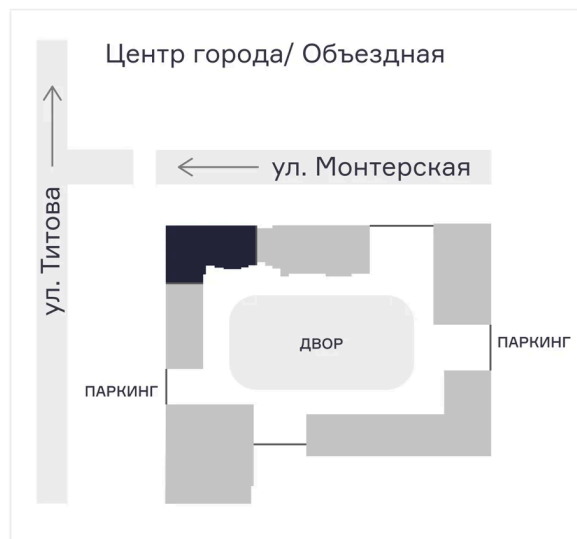 Центр города/ Объездная
ул. Монтерская
ул. Титова
ДВОР
ПАРКИНГ
ПАРКИНГ